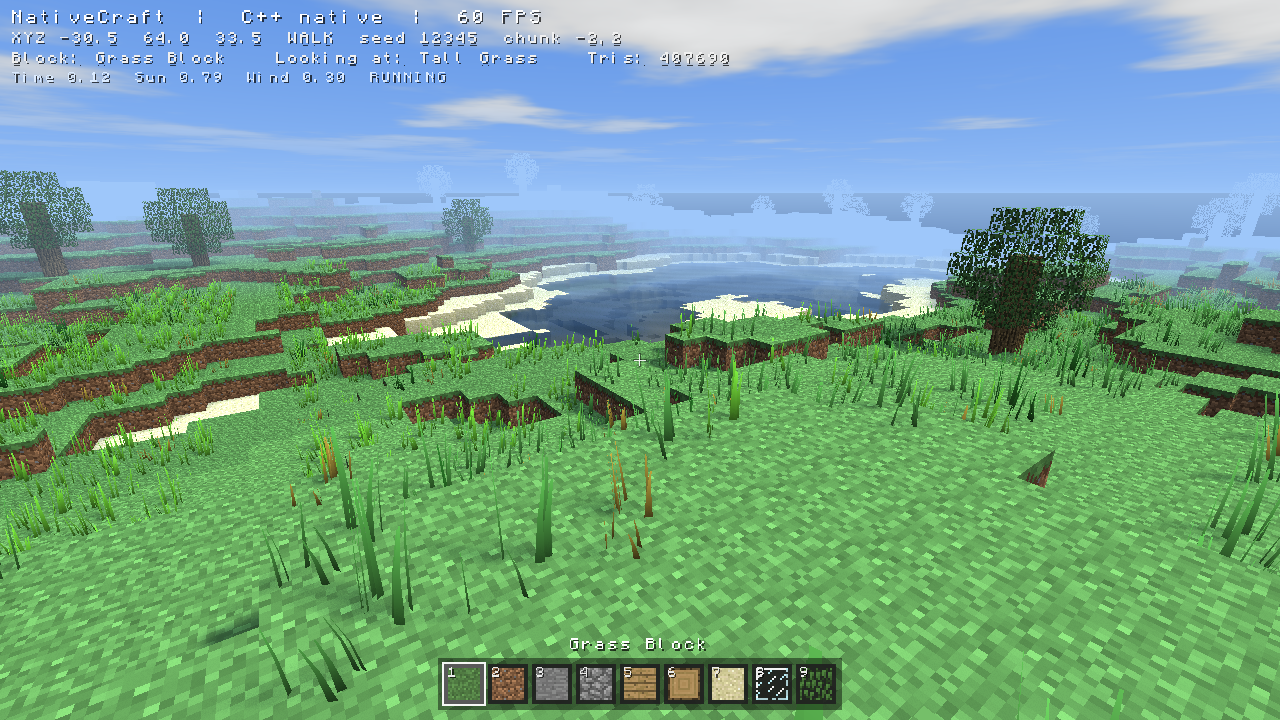 NativeCraft | C++ native | 60 FPS
XYZ -30.5 64.0 33.5 WALK seed 12345 chunk -2,2
Block: Grass Block Looking at: Tall Grass Tris: 407690
Time 0.12 Sun 0.79 Wind 0.30 RUNNING
Grass Block
1 2 3 4 5 6 7 8 9